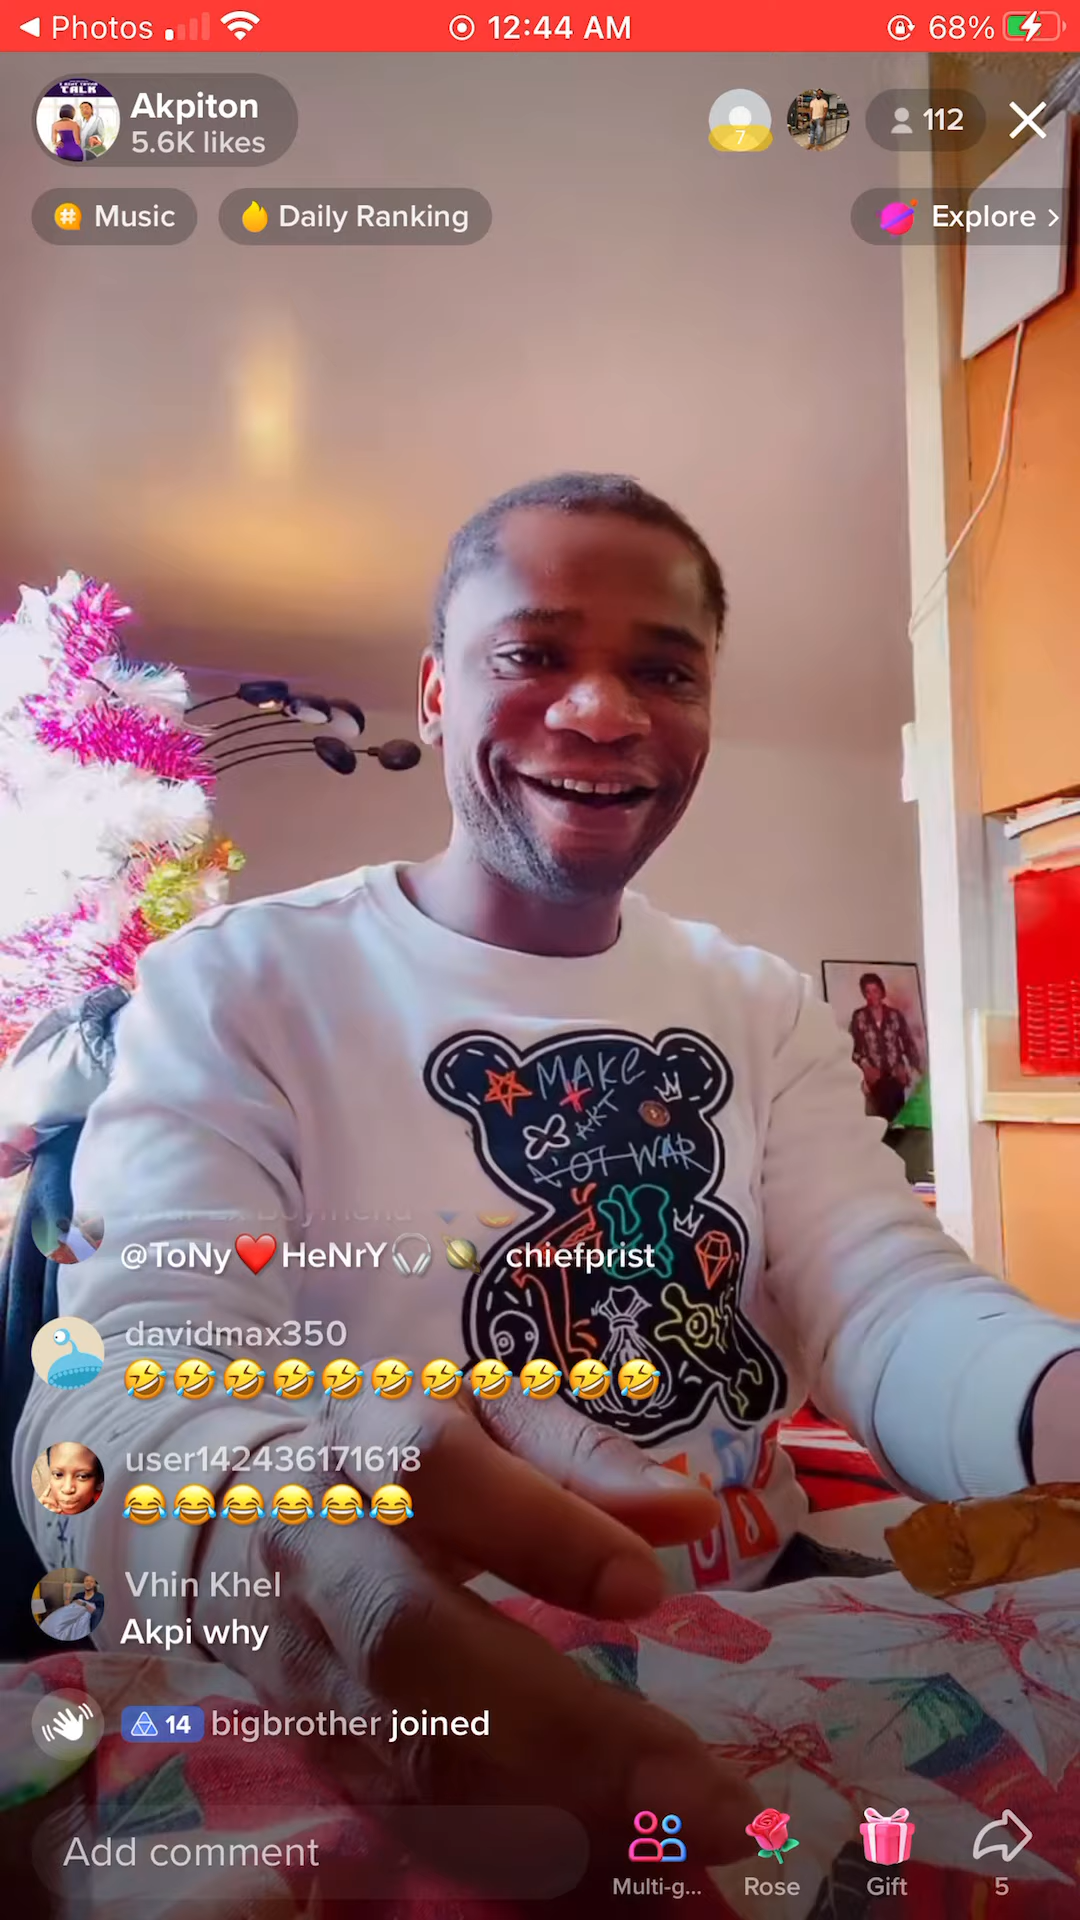 Photos
12:44 AM
68%
TALK
Akpiton
5.6K likes
7
112
Music
Daily Ranking
Explore
MAKE
ART
NOT WAR
@ToNy❤️HeNrY🎧🪐 chiefprist
davidmax350
🤣🤣🤣🤣🤣🤣🤣🤣🤣🤣🤣
user142436171618
😂😂😂😂😂😂
Vhin Khel
Akpi why
14 bigbrother joined
Add comment
Multi-g...
Rose
Gift
5